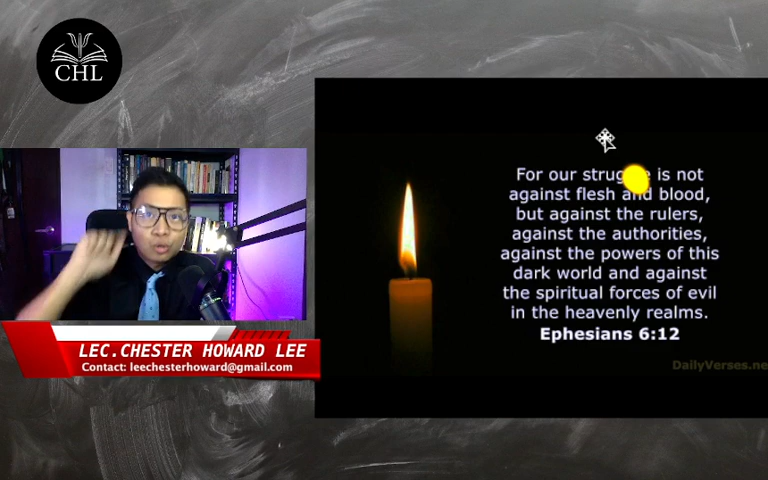 CHL
LEC.CHESTER HOWARD LEE
Contact: leechesterhoward@gmail.com
For our is not
against flesh and blood,
but against the rulers,
against the authorities,
against the powers of this
dark world and against
the spiritual forces of evil
in the heavenly realms.
Ephesians 6:12
DailyVerses.ne